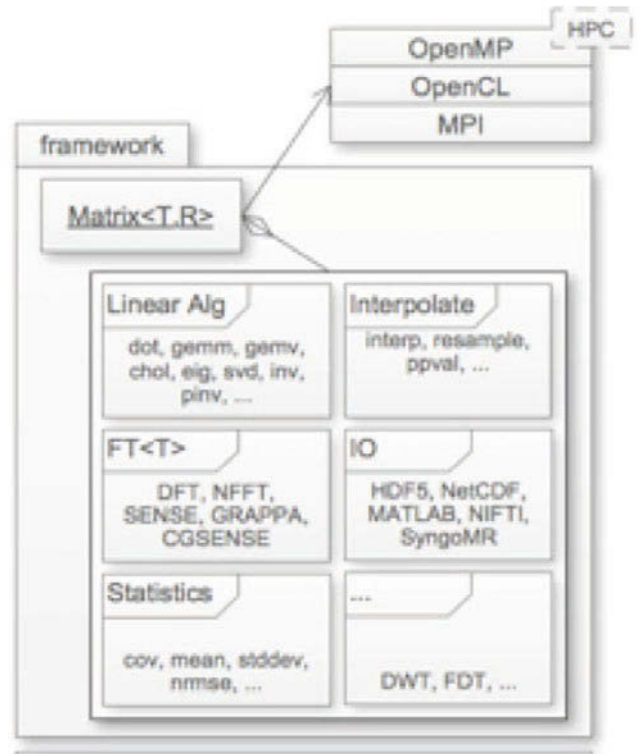 HPC
OpenMP
OpenCL
MPI
framework
Matrix<T.R>
Linear Alg
dot, gemm, gemv,
chol, eig, svd, inv,
pinv, ...
Interpolate
interp, resample,
ppval, ...
FT<T>
DFT, NFFT,
SENSE, GRAPPA,
CGSENSE
IO
HDF5, NetCDF,
MATLAB, NIFTI,
SyngoMR
Statistics
cov, mean, stddev,
nrmse, ...
...
DWT, FDT, ...